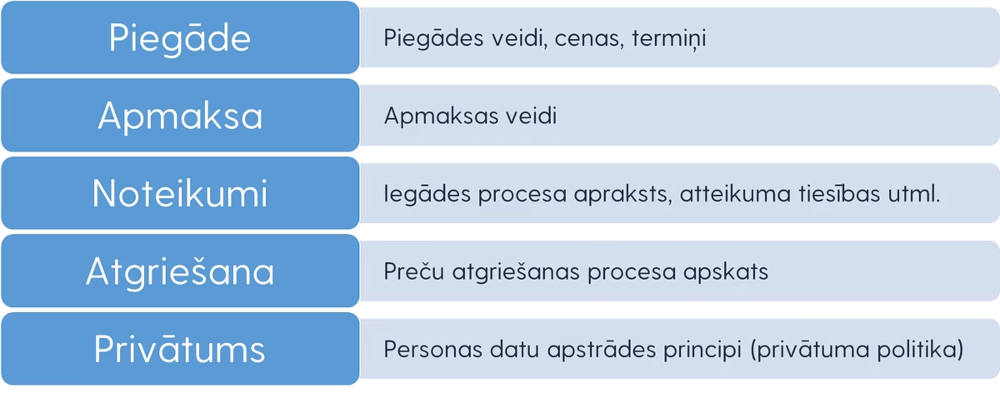 Piegāde
Piegādes veidi, cenas, termiņi
Apmaksa
Apmaksas veidi
Noteikumi
Iegādes procesa apraksts, atteikuma tiesības utml.
Atgriešana
Preču atgriešanas procesa apskats
Privātums
Personas datu apstrādes principi (privātuma politika)